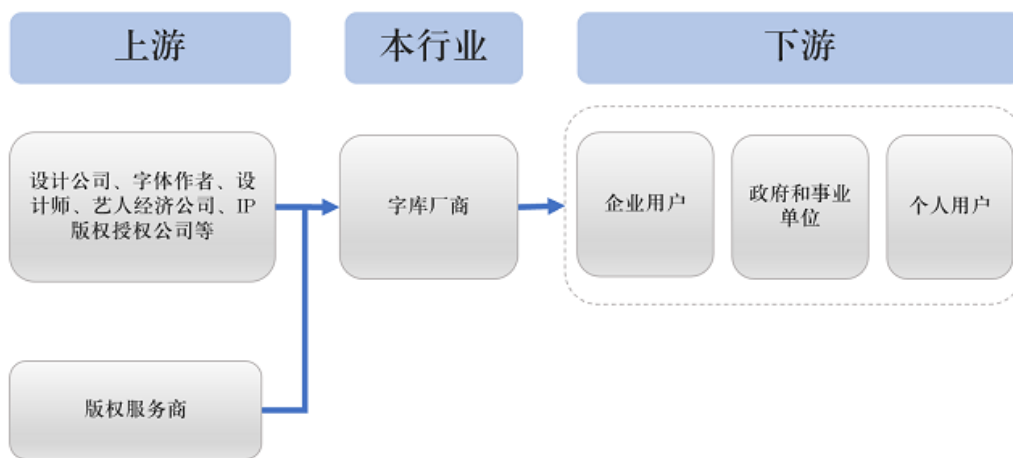 上游
本行业
下游
设计公司、字体作者、设
计师、艺人经济公司、IP
版权授权公司等
字库厂商
企业用户
政府和事业
单位
个人用户
版权服务商